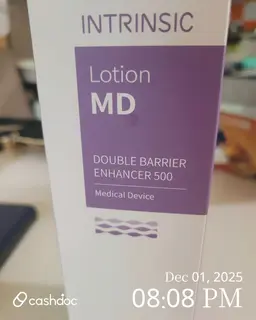 INTRINSIC
Lotion
MD
DOUBLE BARRIER
ENHANCER 500
Medical Device
Dec 01, 2025
cashdoc
08:08 PM